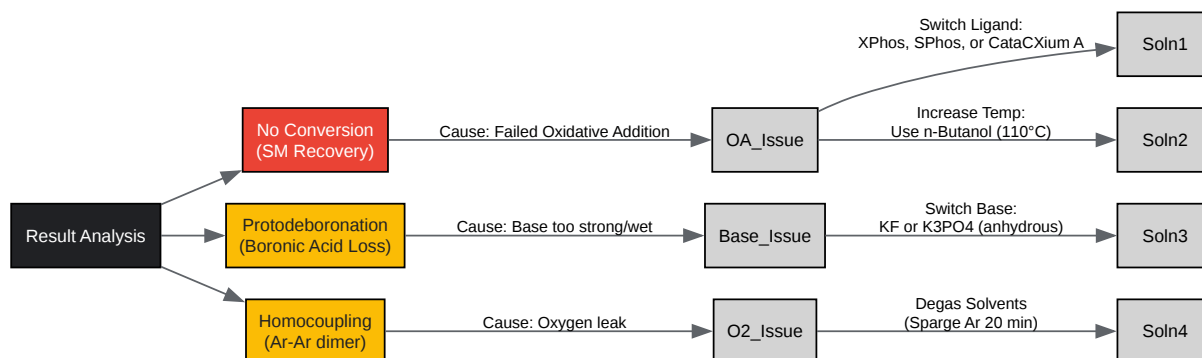 Switch Ligand:
XPhos, SPhos, or CataCXium A
Soln1
No Conversion
(SM Recovery)
Cause: Failed Oxidative Addition
OA_Issue
Increase Temp:
Use n-Butanol (110°C)
Soln2
Result Analysis
Protodeboronation
(Boronic Acid Loss)
Cause: Base too strong/wet
Base_Issue
Switch Base:
KF or K3PO4 (anhydrous)
Soln3
Homocoupling
(Ar-Ar dimer)
Cause: Oxygen leak
O2_Issue
Degas Solvents
(Sparge Ar 20 min)
Soln4